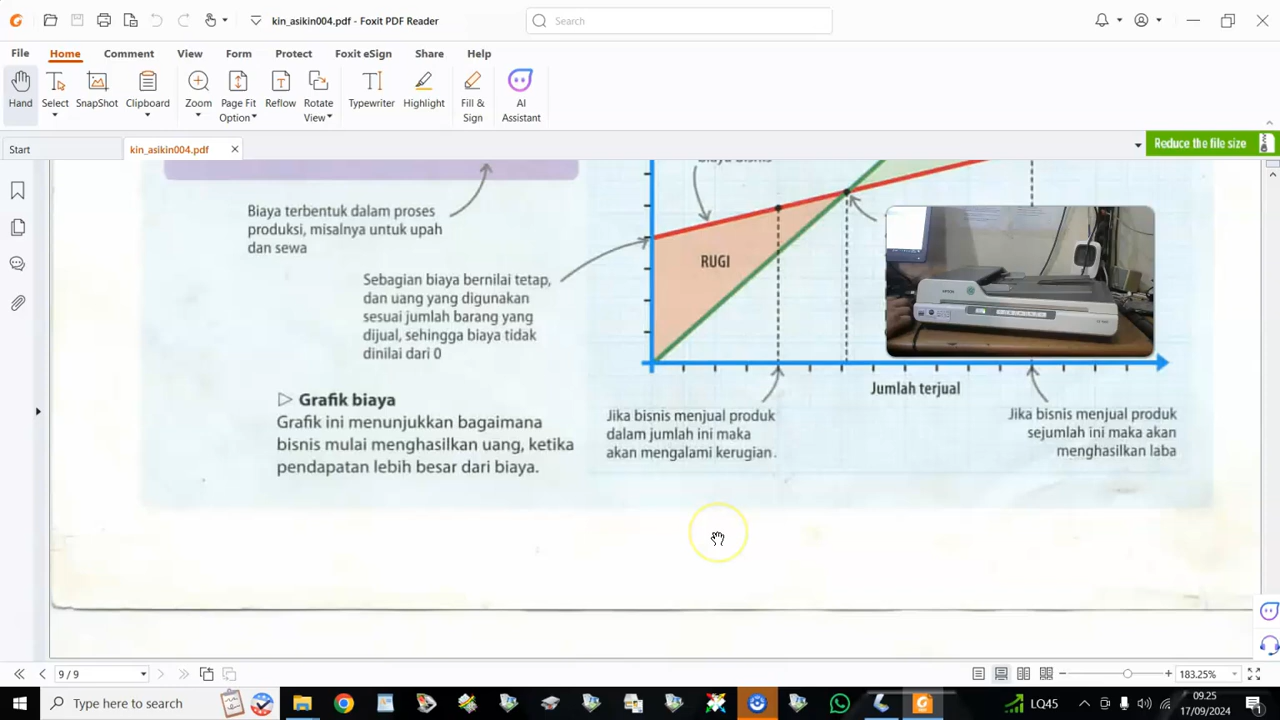 kin_asikin004.pdf - Foxit PDF Reader
Search
File Home Comment View Form Protect Foxit eSign Share Help
Hand Select SnapShot Clipboard Zoom Page Fit Option Reflow Rotate View Typewriter Highlight Fill & Sign AI Assistant
Start kin_asikin004.pdf Reduce the file size
Biaya terbentuk dalam proses
produksi, misalnya untuk upah
dan sewa
Sebagian biaya bernilai tetap,
dan uang yang digunakan
sesuai jumlah barang yang
dijual, sehingga biaya tidak
dinilai dari 0
▷ Grafik biaya
Grafik ini menunjukkan bagaimana
bisnis mulai menghasilkan uang, ketika
pendapatan lebih besar dari biaya.
Biaya bisnis
RUGI
EPSON
Jumlah terjual
Jika bisnis menjual produk
dalam jumlah ini maka
akan mengalami kerugian.
Jika bisnis menjual produk
sejumlah ini maka akan
menghasilkan laba
9 / 9
183.25%
Type here to search
LQ45
09.25
17/09/2024